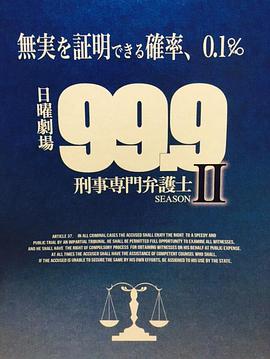 無実を証明できる確率、0.1%
日曜劇場
99.9
刑事専門弁護士
SEASON II
ARTICLE 37. IN ALL CRIMINAL CASES THE ACCUSED SHALL ENJOY THE RIGHT TO A SPEEDY AND
PUBLIC TRIAL BY AN IMPARTIAL TRIBUNAL. HE SHALL BE PERMITTED FULL OPPORTUNITY TO EXAMINE ALL WITNESSES,
AND HE SHALL HAVE THE RIGHT OF COMPULSORY PROCESS FOR OBTAINING WITNESSES ON HIS BEHALF AT PUBLIC EXPENSE.
AT ALL TIMES THE ACCUSED SHALL HAVE THE ASSISTANCE OF COMPETENT COUNSEL WHO SHALL,
IF THE ACCUSED IS UNABLE TO SECURE THE SAME BY HIS OWN EFFORTS, BE ASSIGNED TO HIS USE BY THE STATE.